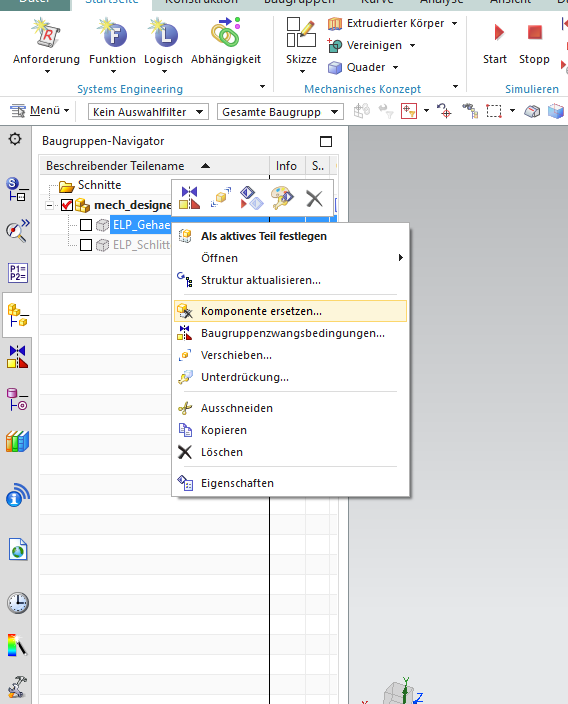 Datei Startseite Konstruktion Baugruppen Kurve Analyse Ansicht
Extrudierter Körper
Vereinigen
Quader
Anforderung Funktion Logisch Abhängigkeit Skizze Start Stopp
Systems Engineering Mechanisches Konzept Simulieren
Menü Kein Auswahlfilter Gesamte Baugrupp
Baugruppen-Navigator
Beschreibender Teilename Info S..
Schnitte
mech_designe
ELP_Gehae
ELP_Schlitt
Als aktives Teil festlegen
Öffnen
Struktur aktualisieren...
Komponente ersetzen...
Baugruppenzwangsbedingungen...
Verschieben...
Unterdrückung...
Ausschneiden
Kopieren
Löschen
Eigenschaften
P1=
P2=
Y
Z
X